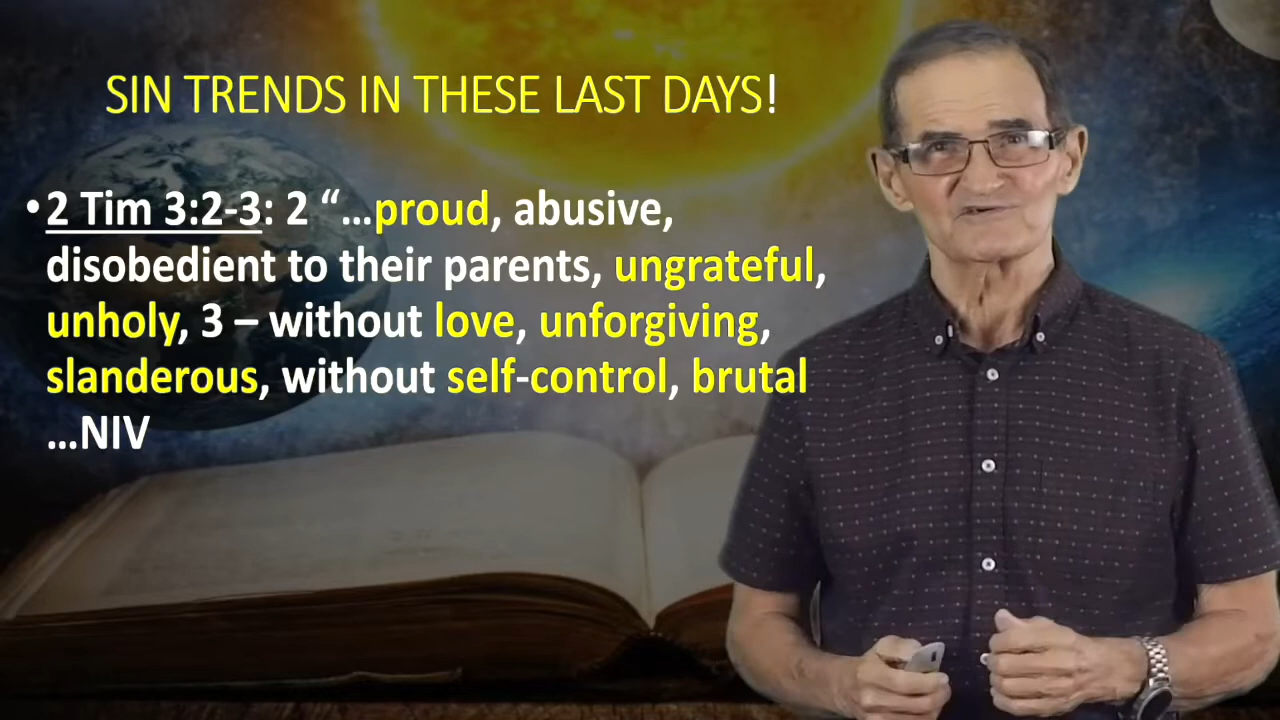 SIN TRENDS IN THESE LAST DAYS!
•2 Tim 3:2-3: 2 “…proud, abusive,
disobedient to their parents, ungrateful,
unholy, 3 – without love, unforgiving,
slanderous, without self-control, brutal
…NIV